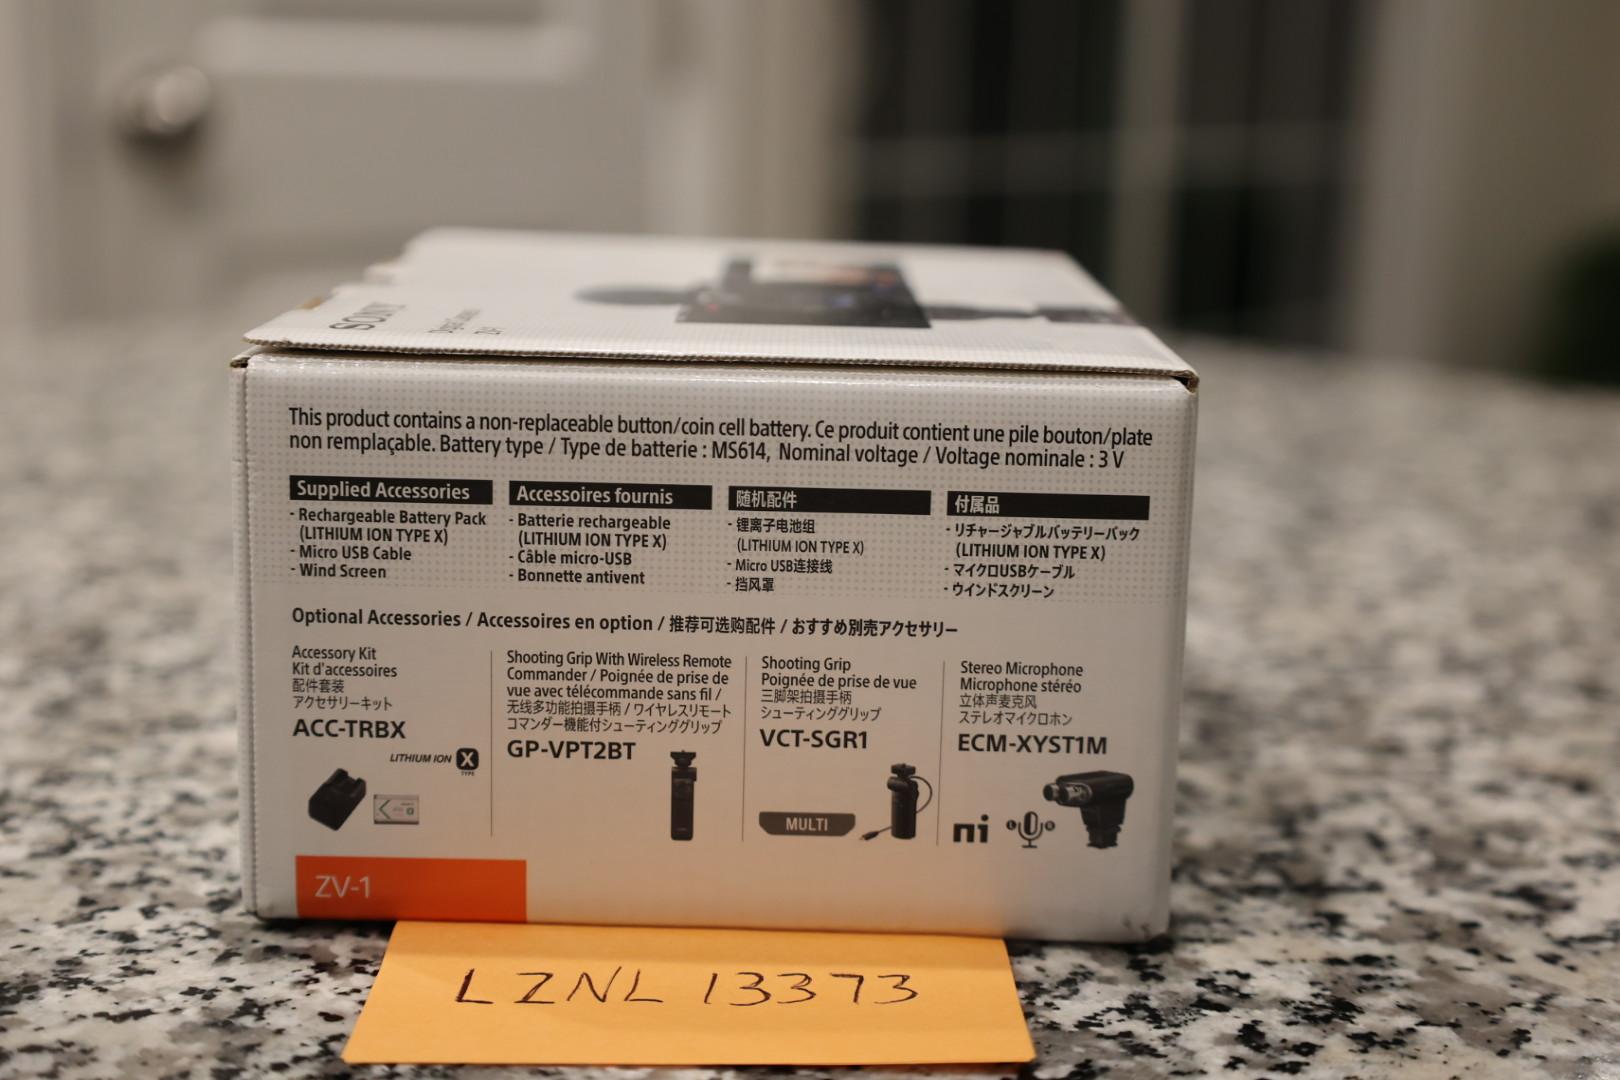 SONY
ZV-1
This product contains a non-replaceable button/coin cell battery. Ce produit contient une pile bouton/plate
non remplaçable. Battery type / Type de batterie : MS614, Nominal voltage / Voltage nominale : 3 V
Supplied Accessories
- Rechargeable Battery Pack
(LITHIUM ION TYPE X)
- Micro USB Cable
- Wind Screen
Accessoires fournis
- Batterie rechargeable
(LITHIUM ION TYPE X)
- Câble micro-USB
- Bonnette antivent
随机配件
- 锂离子电池组
(LITHIUM ION TYPE X)
- Micro USB连接线
- 挡风罩
付属品
- リチャージャブルバッテリーパック
(LITHIUM ION TYPE X)
- マイクロUSBケーブル
- ウインドスクリーン
Optional Accessories / Accessoires en option / 推荐可选购配件 / おすすめ別売アクセサリー
Accessory Kit
Kit d'accessoires
配件套装
アクセサリーキット
ACC-TRBX
LITHIUM ION X
TYPE
Shooting Grip With Wireless Remote
Commander / Poignée de prise de
vue avec télécommande sans fil /
无线多功能拍摄手柄 / ワイヤレスリモート
コマンダー機能付シューティンググリップ
GP-VPT2BT
Shooting Grip
Poignée de prise de vue
三脚架拍摄手柄
シューティンググリップ
VCT-SGR1
MULTI
Stereo Microphone
Microphone stéréo
立体声麦克风
ステレオマイクロホン
ECM-XYST1M
mi
L R
ZV-1
LZNL 13373